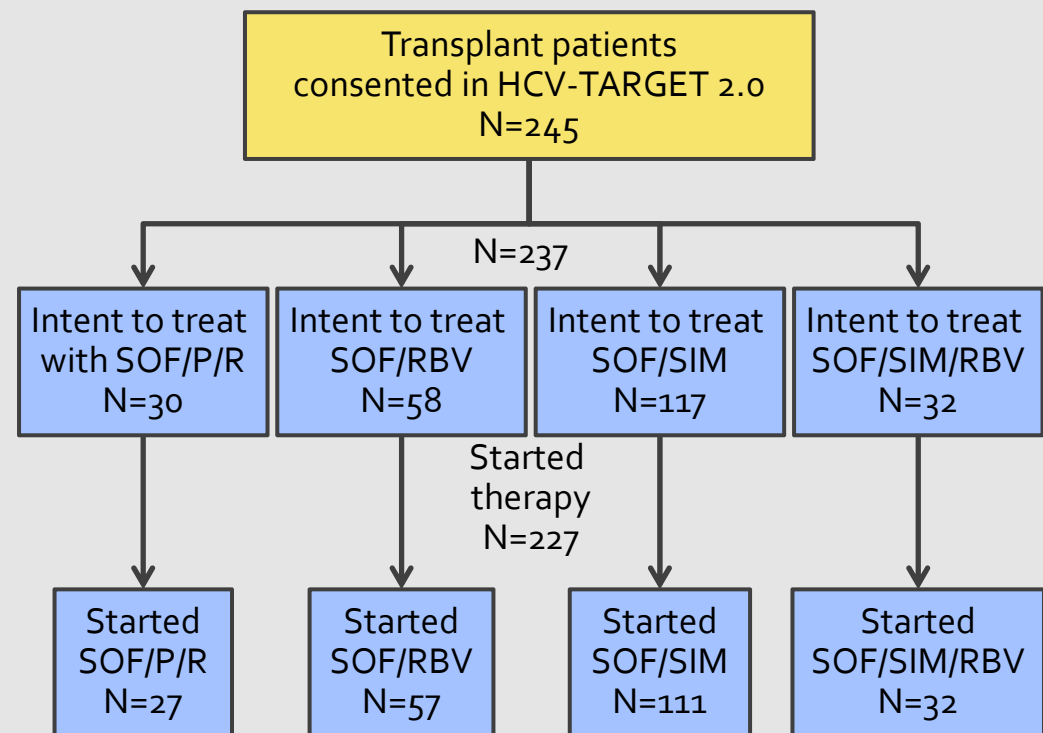 Transplant patients
consented in HCV-TARGET 2.0
N=245
N=237
Intent to treat
with SOF/P/R
N=30
Intent to treat
SOF/RBV
N=58
Intent to treat
SOF/SIM
N=117
Intent to treat
SOF/SIM/RBV
N=32
Started
therapy
N=227
Started
SOF/P/R
N=27
Started
SOF/RBV
N=57
Started
SOF/SIM
N=111
Started
SOF/SIM/RBV
N=32